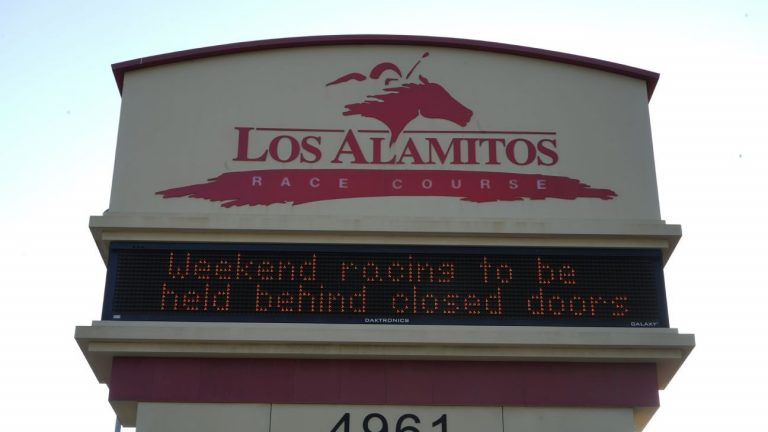 LOS ALAMITOS
RACE COURSE
Weekend racing to be
held behind closed doors
DAKTRONICS GALAXY
4961